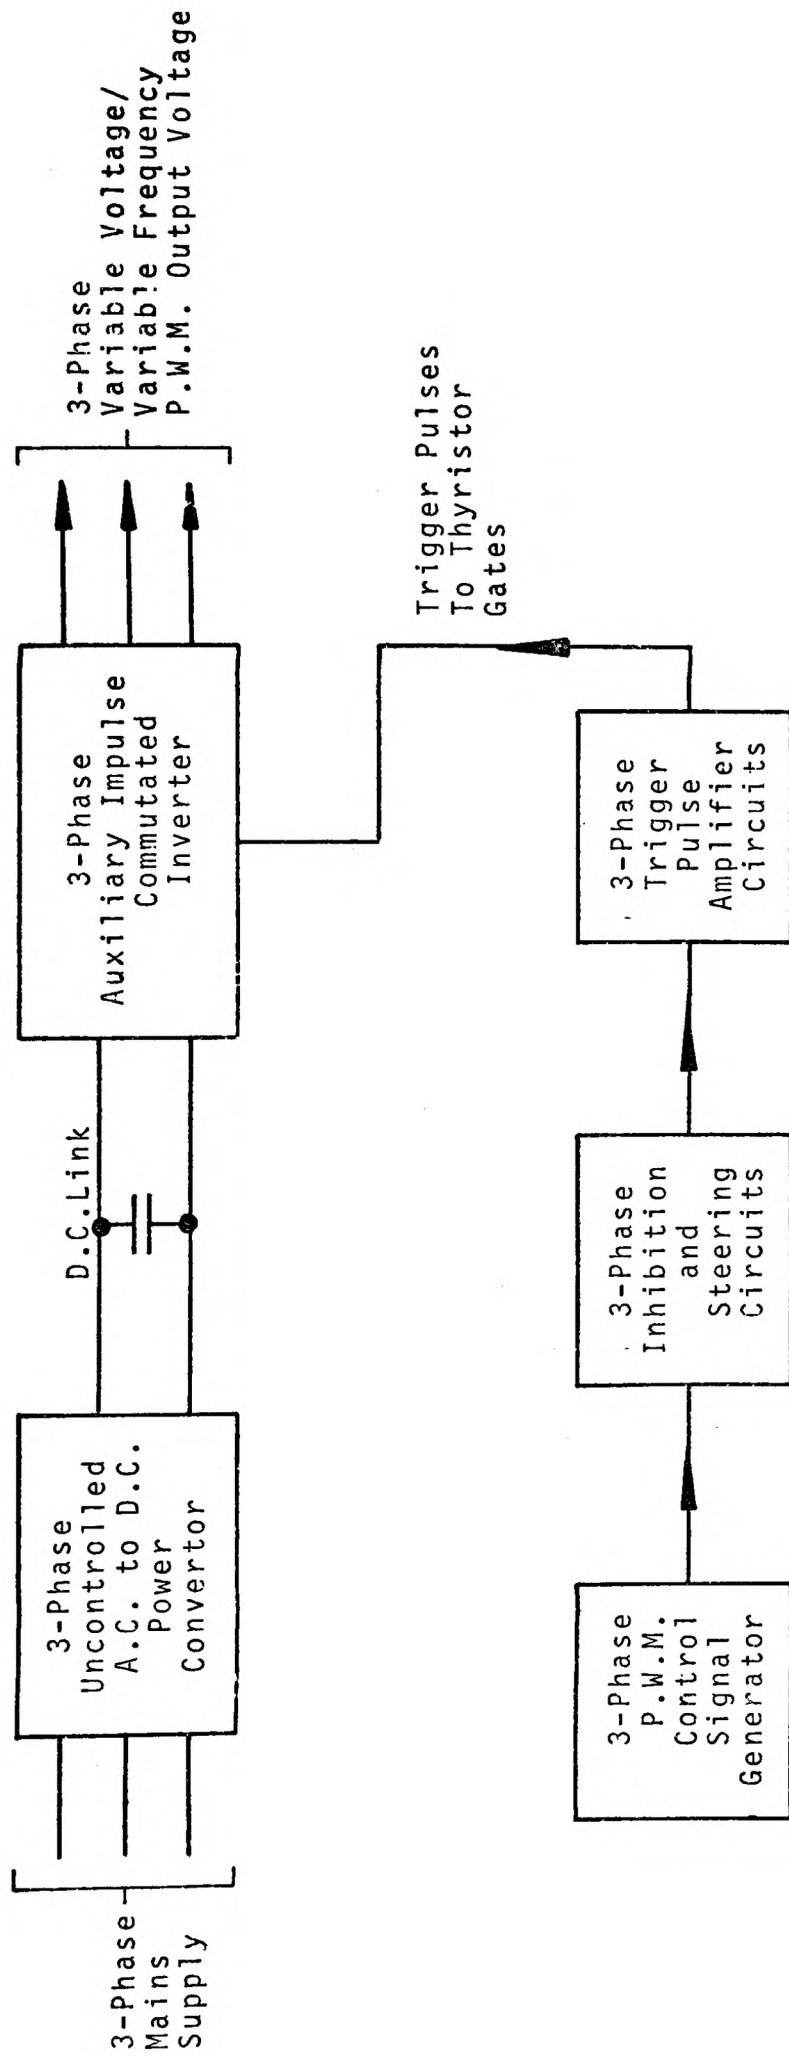 3-Phase
Mains
Supply
3-Phase
Uncontrolled
A.C. to D.C.
Power
Convertor
D.C.Link
3-Phase
Auxiliary Impulse
Commutated
Inverter
3-Phase
Variable Voltage/
Variable Frequency
P.W.M. Output Voltage
Trigger Pulses
To Thyristor
Gates
3-Phase
P.W.M.
Control
Signal
Generator
3-Phase
Inhibition
and
Steering
Circuits
3-Phase
Trigger
Pulse
Amplifier
Circuits